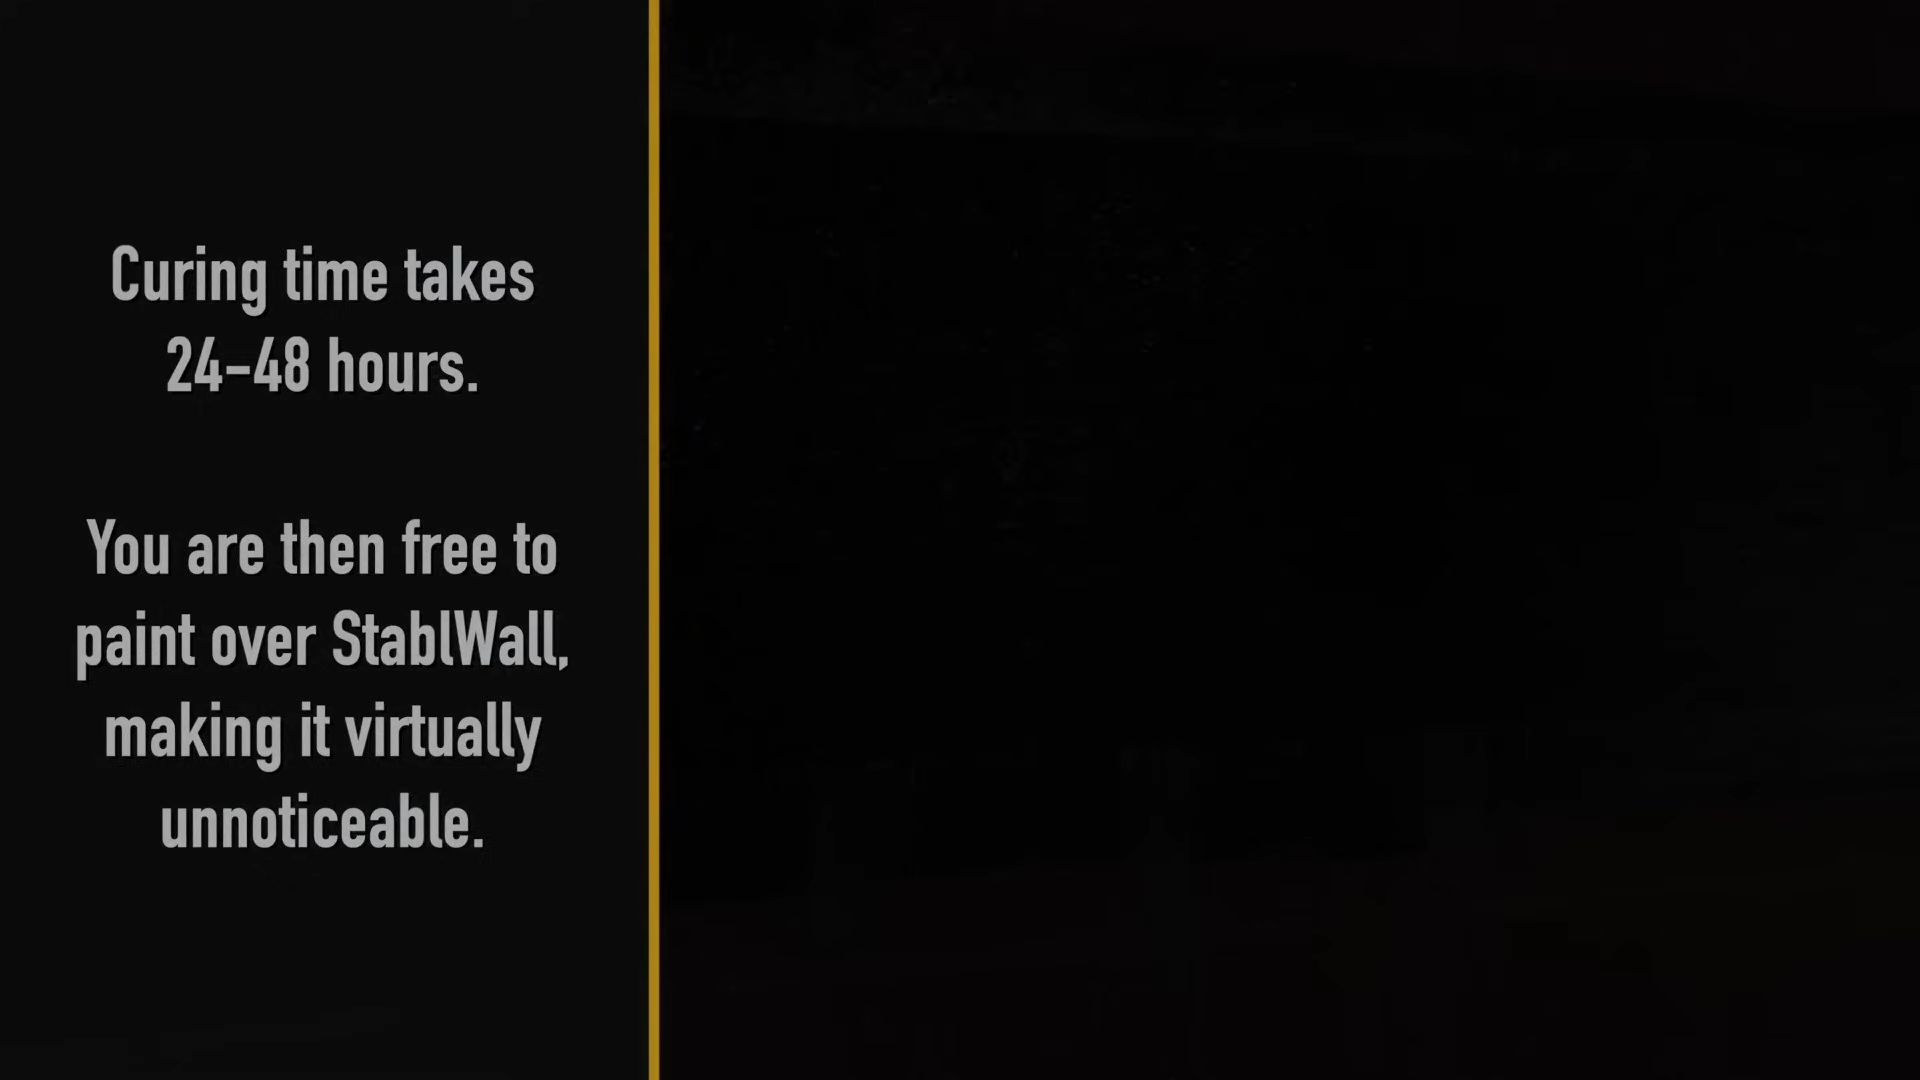 Curing time takes
24-48 hours.
You are then free to
paint over StablWall,
making it virtually
unnoticeable.